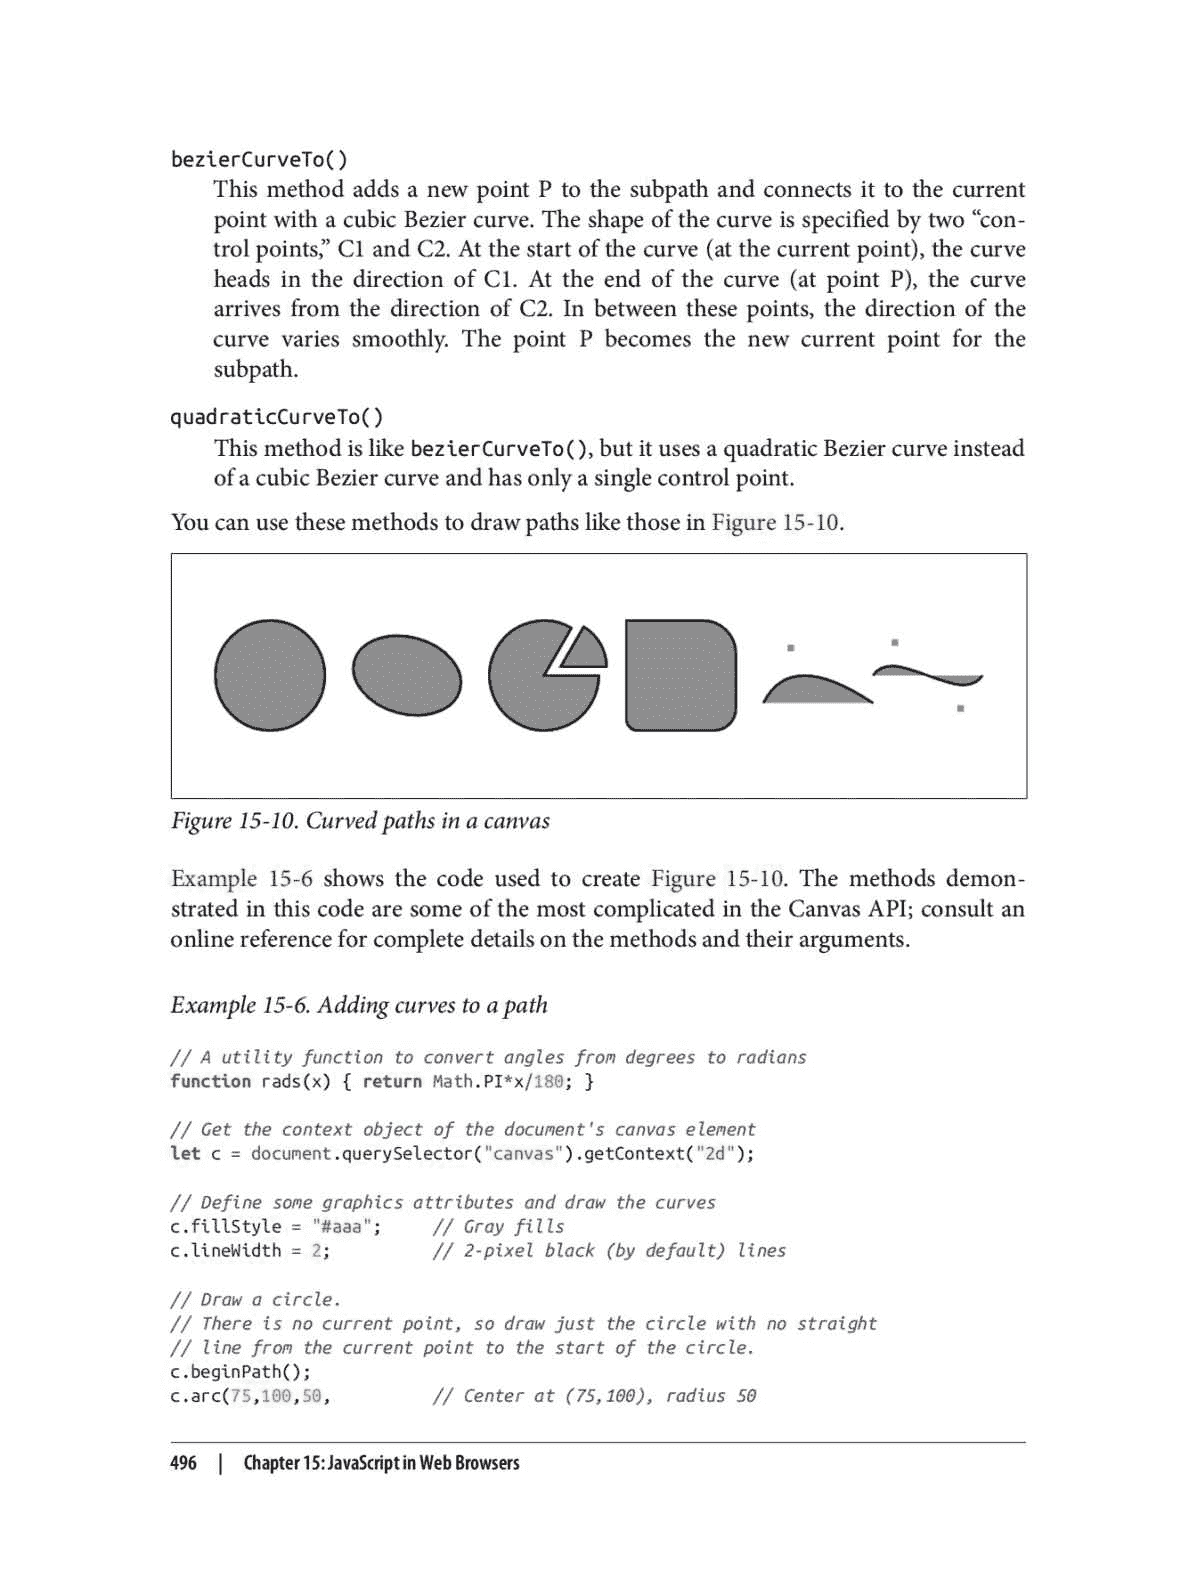 bezierCurveTo()
This method adds a new point P to the subpath and connects it to the current
point with a cubic Bezier curve. The shape of the curve is specified by two “con-
trol points,” C1 and C2. At the start of the curve (at the current point), the curve
heads in the direction of C1. At the end of the curve (at point P), the curve
arrives from the direction of C2. In between these points, the direction of the
curve varies smoothly. The point P becomes the new current point for the
subpath.
quadraticCurveTo()
This method is like bezierCurveTo(), but it uses a quadratic Bezier curve instead
of a cubic Bezier curve and has only a single control point.
You can use these methods to draw paths like those in Figure 15-10.
Figure 15-10. Curved paths in a canvas
Example 15-6 shows the code used to create Figure 15-10. The methods demon-
strated in this code are some of the most complicated in the Canvas API; consult an
online reference for complete details on the methods and their arguments.
Example 15-6. Adding curves to a path
// A utility function to convert angles from degrees to radians
function rads(x) { return Math.PI*x/180; }
// Get the context object of the document's canvas element
let c = document.querySelector("canvas").getContext("2d");
// Define some graphics attributes and draw the curves
c.fillStyle = "#aaa"; // Gray fills
c.lineWidth = 2; // 2-pixel black (by default) lines
// Draw a circle.
// There is no current point, so draw just the circle with no straight
// line from the current point to the start of the circle.
c.beginPath();
c.arc(75,100,50, // Center at (75,100), radius 50
496 | Chapter 15: JavaScript in Web Browsers